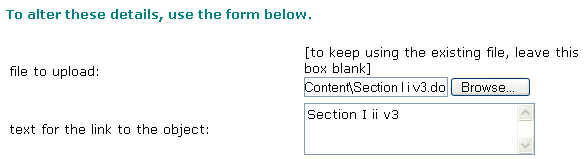 To alter these details, use the form below.
[to keep using the existing file, leave this
box blank]
file to upload:
Content\Section I i v3.do
Browse...
text for the link to the object:
Section I ii v3